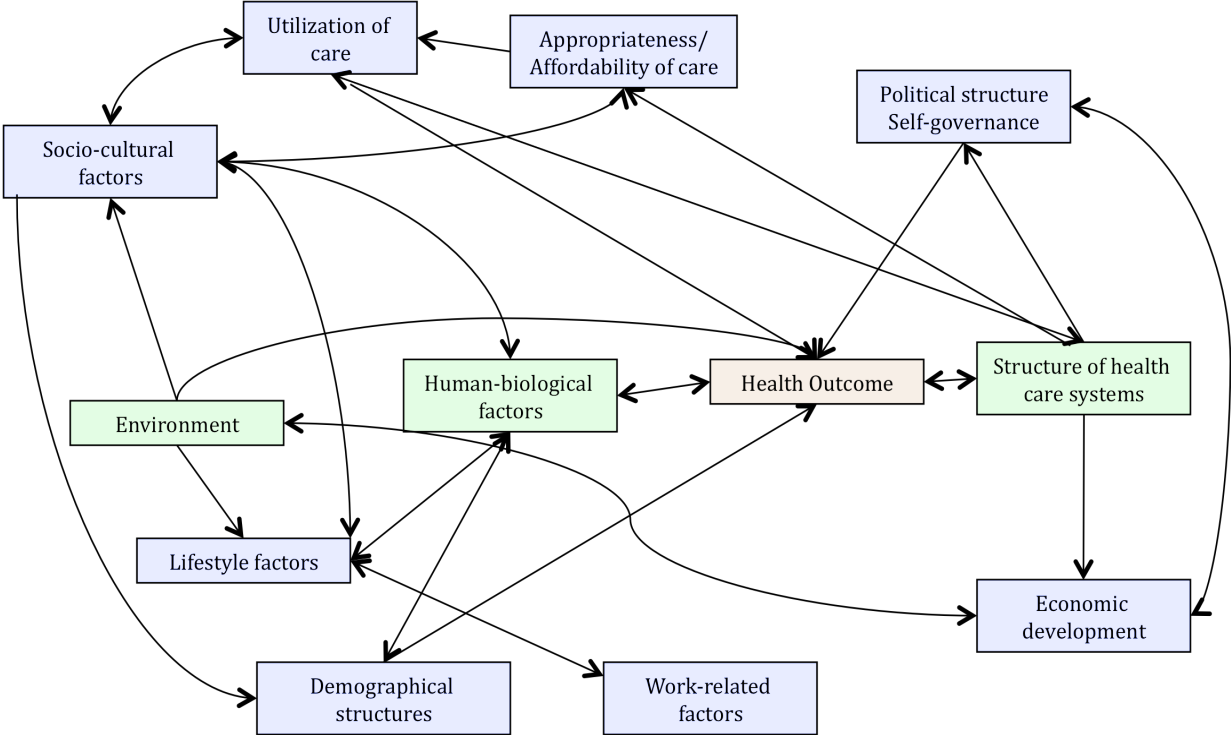 Utilization of
care
Appropriateness/
Affordability of care
Political structure
Self-governance
Socio-cultural
factors
Structure of health
care systems
Human-biological
factors
Health Outcome
Environment
Lifestyle factors
Economic
development
Demographical
structures
Work-related
factors